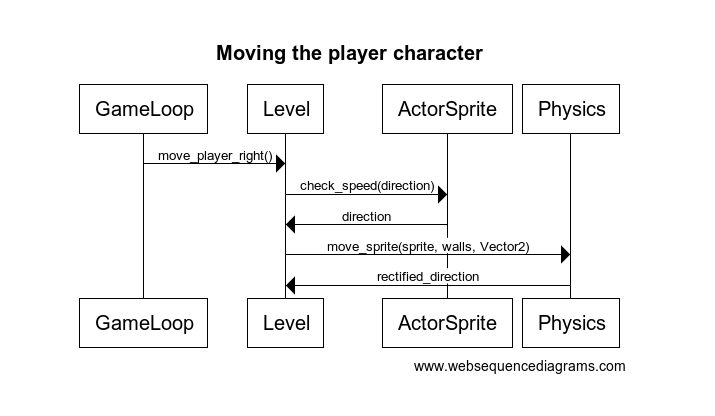 Moving the player character
GameLoop Level ActorSprite Physics
move_player_right()
check_speed(direction)
direction
move_sprite(sprite, walls, Vector2)
rectified_direction
GameLoop Level ActorSprite Physics
www.websequencediagrams.com